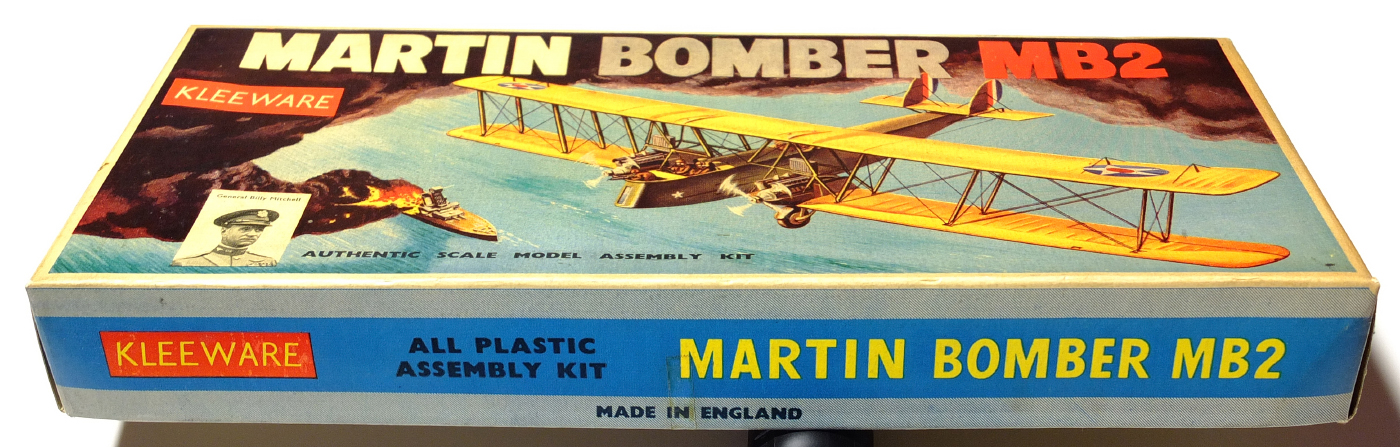 MARTIN BOMBER MB2
KLEEWARE
General Billy Mitchell
AUTHENTIC SCALE MODEL ASSEMBLY KIT
KLEEWARE
ALL PLASTIC
ASSEMBLY KIT
MARTIN BOMBER MB2
MADE IN ENGLAND